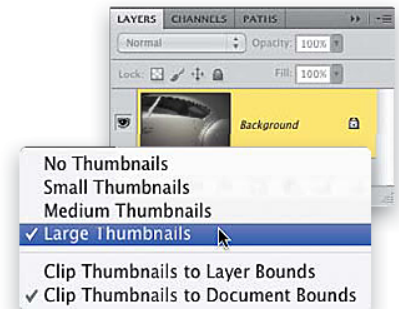 LAYERS CHANNELS PATHS
Normal Opacity: 100%
Lock: Fill: 100%
Background
No Thumbnails
Small Thumbnails
Medium Thumbnails
✓ Large Thumbnails
Clip Thumbnails to Layer Bounds
✓ Clip Thumbnails to Document Bounds